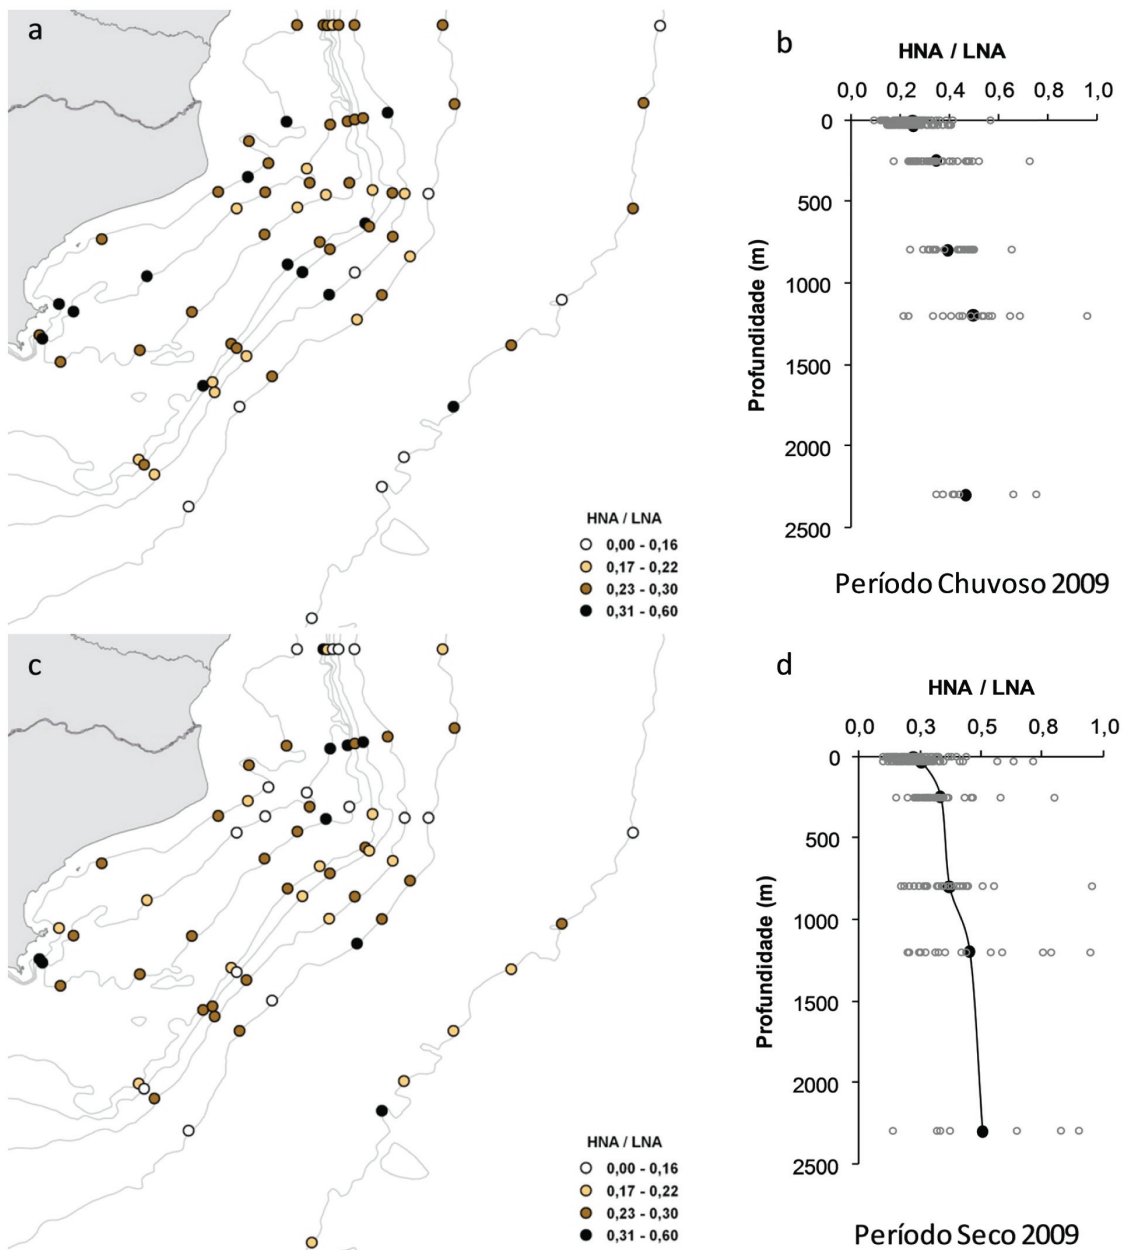 a
HNA / LNA
0,00 - 0,16
0,17 - 0,22
0,23 - 0,30
0,31 - 0,60
b
HNA / LNA
0,0 0,2 0,4 0,6 0,8 1,0
0
500
1000
1500
2000
2500
Profundidade (m)
Período Chuvoso 2009
c
HNA / LNA
0,00 - 0,16
0,17 - 0,22
0,23 - 0,30
0,31 - 0,60
d
HNA / LNA
0,0 0,3 0,5 0,8 1,0
0
500
1000
1500
2000
2500
Profundidade (m)
Período Seco 2009